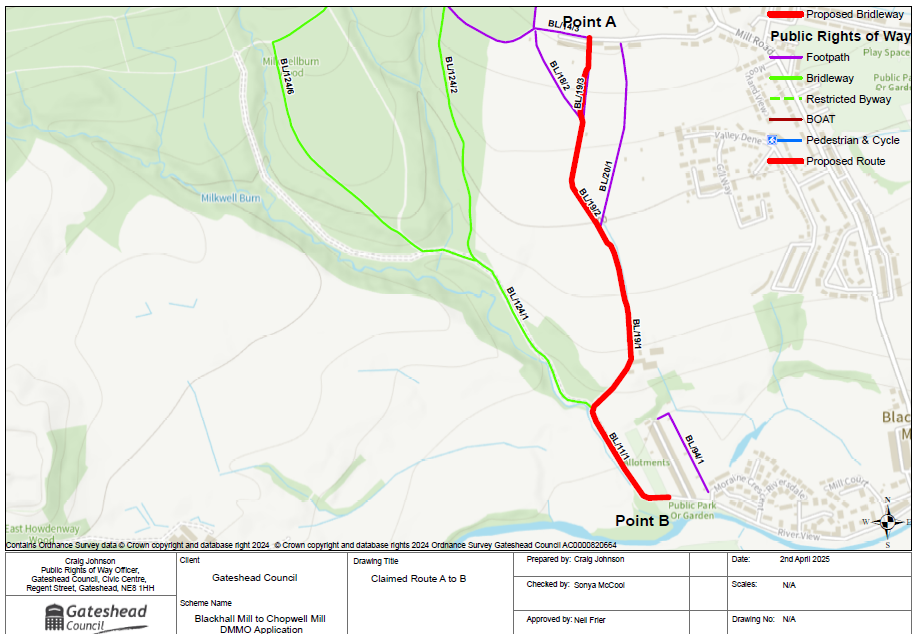 Point A
Proposed Bridleway
Public Rights of Way
Footpath
Bridleway
Restricted Byway
BOAT
Pedestrian & Cycle
Proposed Route
BL/14/3
Mill Road
Play Space
BL/124/6
BL/124/2
BL/18/2
BL/19/3
Valley Dene
BL/20/1
BL/19/2
Milkwell Burn
BL/124/1
BL/19/1
BL/11/1
BL/94/1
Blac
M
Mill Court
River View
Public Park
Or Garden
Point B
East Howdenway
Wood
N
W
E
S
Contains Ordnance Survey data © Crown copyright and database right 2024 © Crown copyright and database rights 2024 Ordnance Survey Gateshead Council AC0000820664
Craig Johnson
Public Rights of Way Officer,
Gateshead Council, Civic Centre,
Regent Street, Gateshead, NE8 1HH
Gateshead
Council
Client
Gateshead Council
Scheme Name
Blackhall Mill to Chopwell Mill
DMMO Application
Drawing Title
Claimed Route A to B
Prepared by: Craig Johnson
Checked by: Sonya McCool
Approved by: Neil Frier
Date: 2nd April 2025
Scales: N/A
Drawing No: N/A